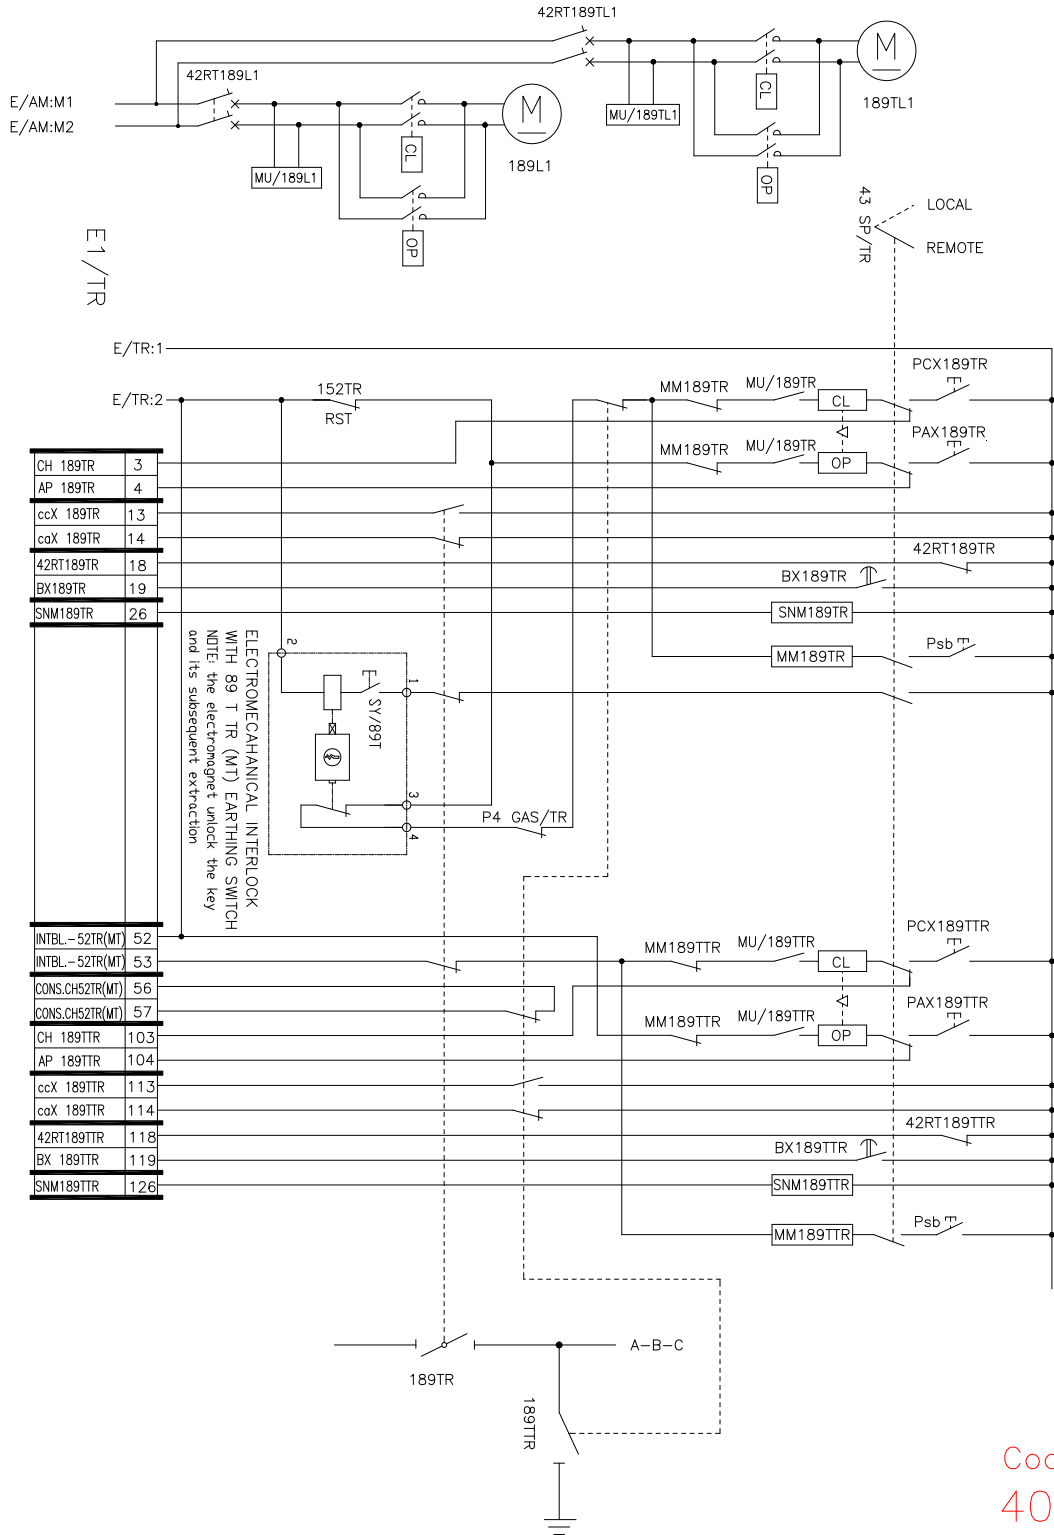 42RT189TL1
M
189TL1
MU/189TL1
CL
OP
42RT189L1
E/AM:M1
E/AM:M2
M
189L1
MU/189L1
CL
OP
43 SP/TR
LOCAL
REMOTE
E1/TR
E/TR:1
E/TR:2
152TR
RST
MM189TR
MU/189TR
CL
PCX189TR
MM189TR
MU/189TR
OP
PAX189TR
CH 189TR 3
AP 189TR 4
ccX 189TR 13
caX 189TR 14
42RT189TR 18
42RT189TR
BX189TR 19
BX189TR
SNM189TR 26
SNM189TR
MM189TR
Psb
2
1
SY/89T
3
4
ELECTROMECAHANICAL INTERLOCK
WITH 89 T TR (MT) EARTHING SWITCH
NOTE: the electromagnet unlock the key
and its subsequent extraction
P4 GAS/TR
INTBL.-52TR(MT) 52
INTBL.-52TR(MT) 53
MM189TTR
MU/189TTR
CL
PCX189TTR
CONS.CH52TR(MT) 56
CONS.CH52TR(MT) 57
MM189TTR
MU/189TTR
OP
PAX189TTR
CH 189TTR 103
AP 189TTR 104
ccX 189TTR 113
caX 189TTR 114
42RT189TTR 118
42RT189TTR
BX 189TTR 119
BX189TTR
SNM189TTR 126
SNM189TTR
MM189TTR
Psb
A-B-C
189TR
189TTR
40